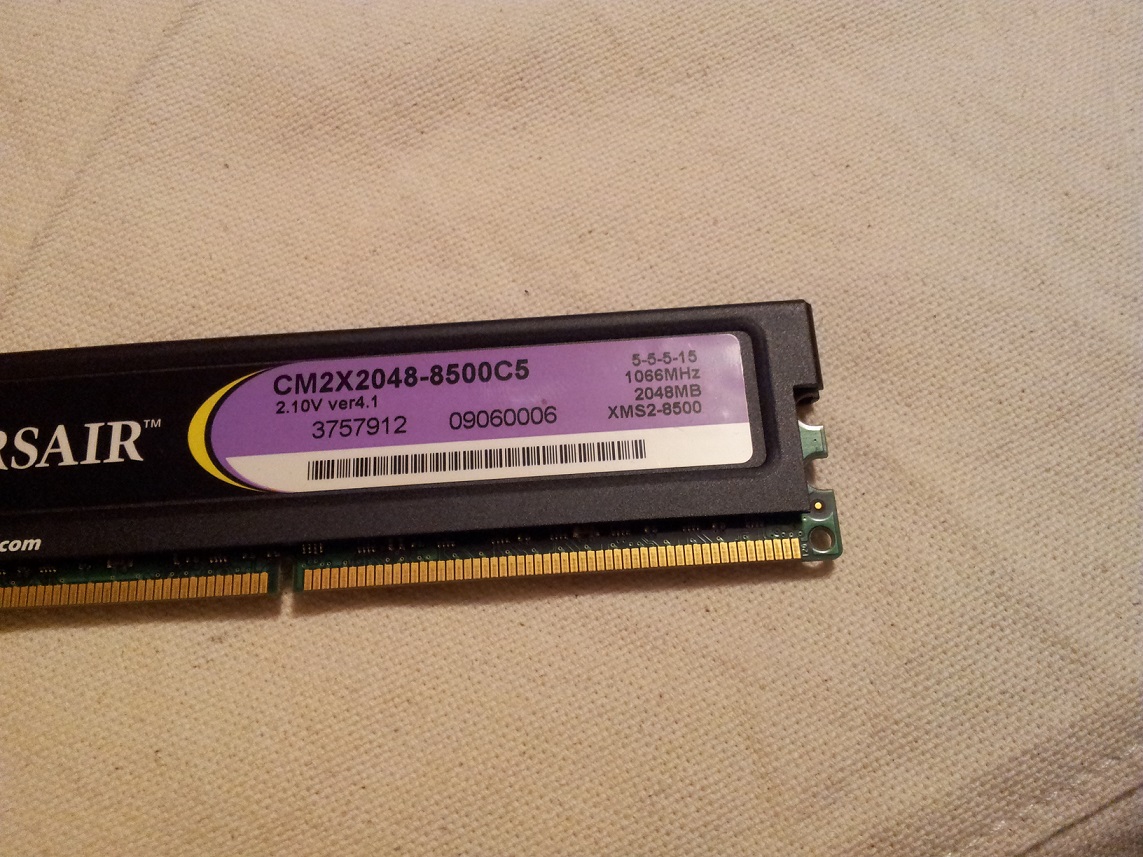 RSAIR™
.com
CM2X2048-8500C5
2.10V ver4.1
3757912 09060006
5-5-5-15
1066MHz
2048MB
XMS2-8500